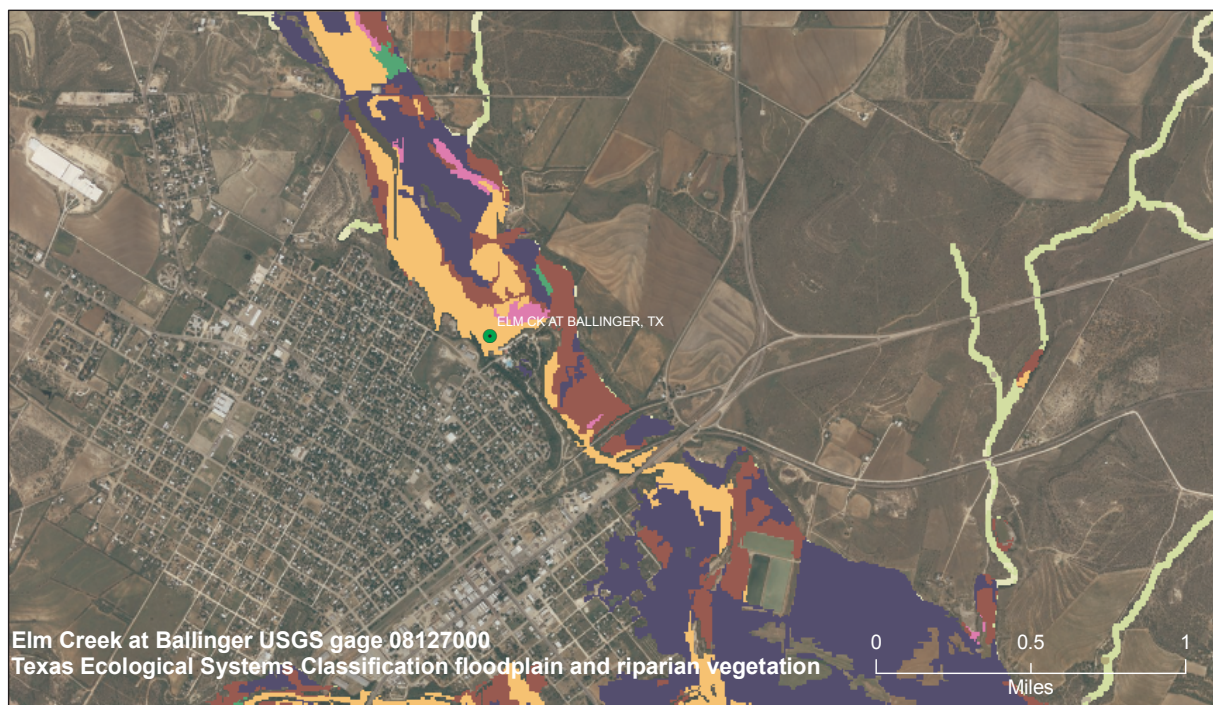 ELM CK AT BALLINGER, TX
Elm Creek at Ballinger USGS gage 08127000
Texas Ecological Systems Classification floodplain and riparian vegetation
0 0.5 1
Miles